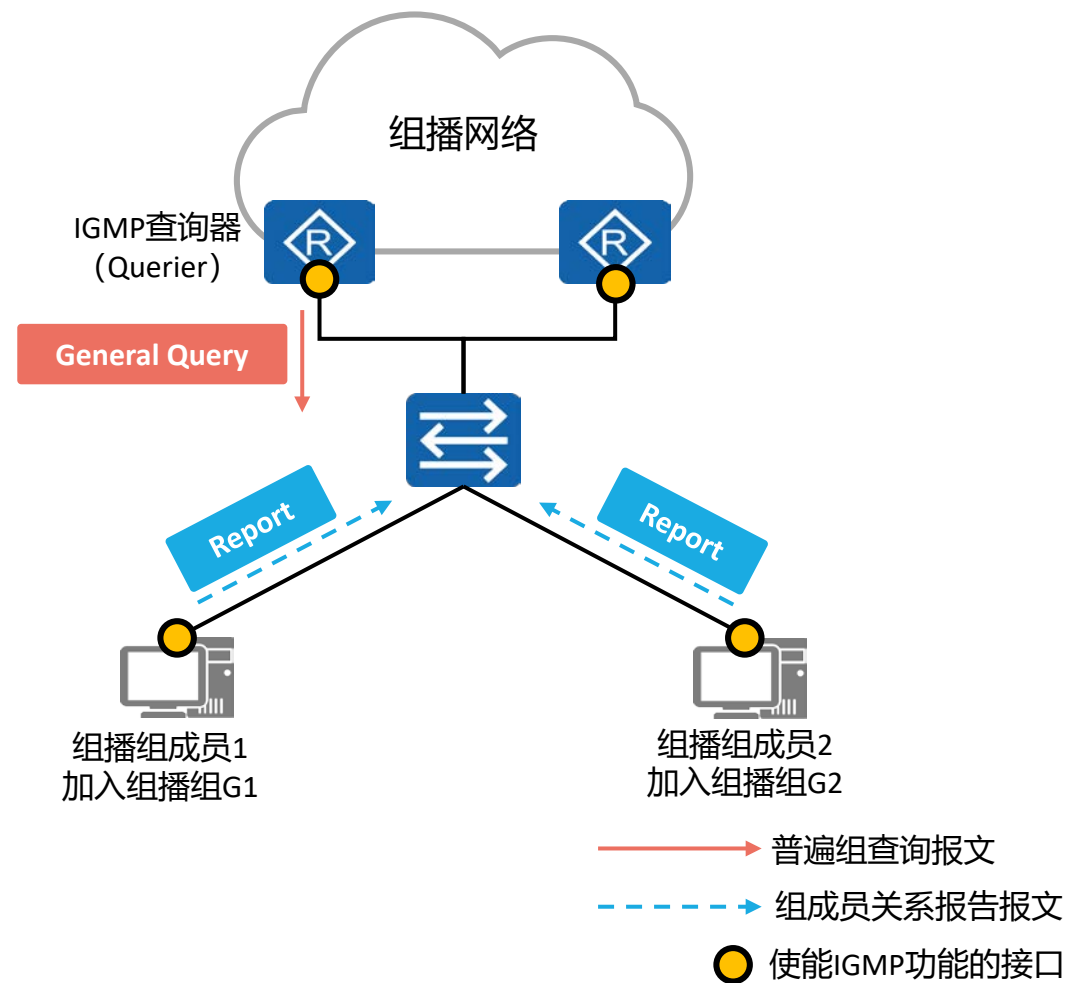 组播网络
R
R
IGMP查询器
（Querier）
General Query
Report
Report
组播组成员1
加入组播组G1
组播组成员2
加入组播组G2
普遍组查询报文
组成员关系报告报文
使能IGMP功能的接口